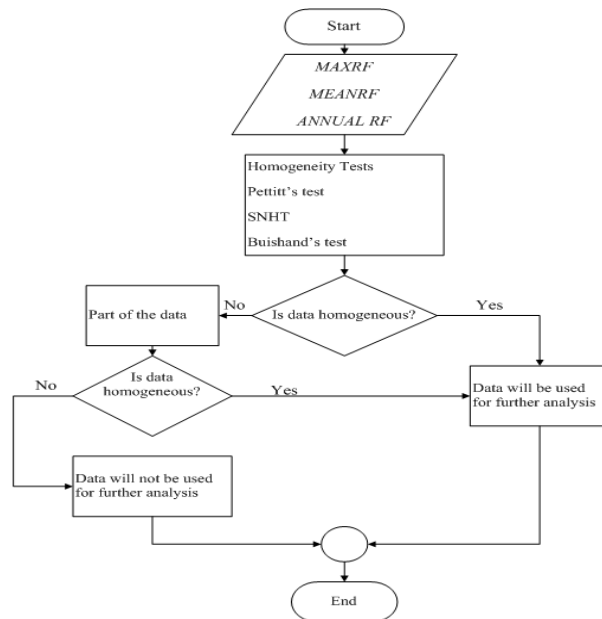 Start
MAXRF
MEANRF
ANNUAL RF
Homogeneity Tests
Pettitt's test
SNHT
Buishand's test
No
Is data homogeneous?
Yes
Part of the data
No
Is data
homogeneous?
Yes
Data will be used
for further analysis
Data will not be used
for further analysis
End